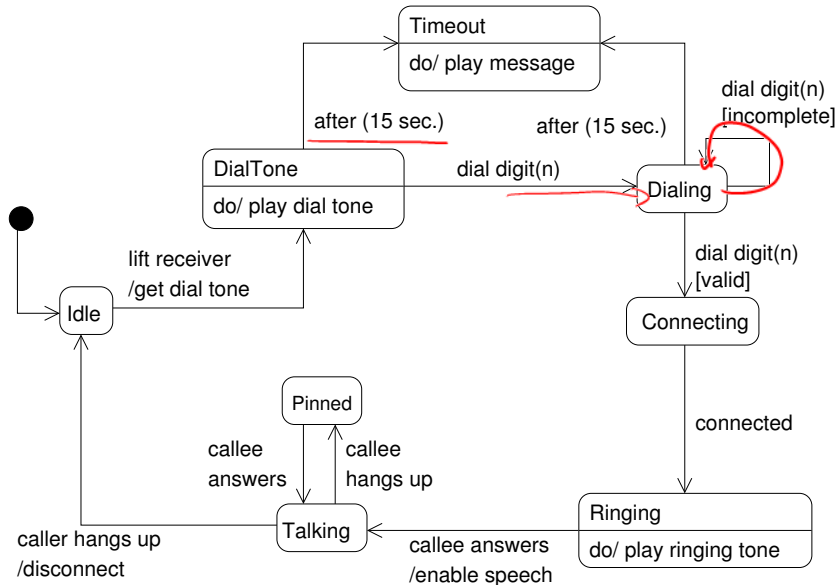 Timeout
do/ play message
dial digit(n)
[incomplete]
after (15 sec.)
after (15 sec.)
DialTone
do/ play dial tone
dial digit(n)
Dialing
lift receiver
/get dial tone
dial digit(n)
[valid]
Idle
Connecting
Pinned
connected
callee
answers
callee
hangs up
Talking
Ringing
do/ play ringing tone
caller hangs up
/disconnect
callee answers
/enable speech